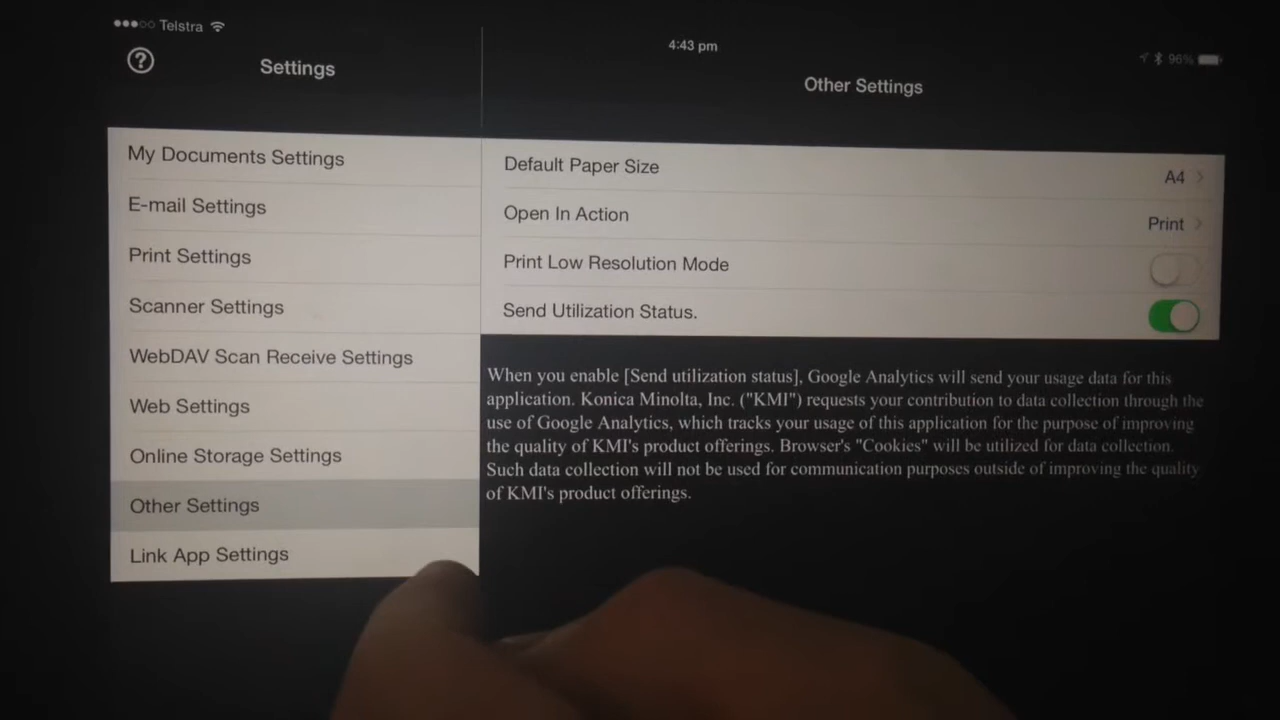 Telstra
4:43 pm
96%
?
Settings
Other Settings
My Documents Settings
E-mail Settings
Print Settings
Scanner Settings
WebDAV Scan Receive Settings
Web Settings
Online Storage Settings
Other Settings
Link App Settings
Default Paper Size A4
Open In Action Print
Print Low Resolution Mode
Send Utilization Status.
When you enable [Send utilization status], Google Analytics will send your usage data for this
application. Konica Minolta, Inc. ("KMI") requests your contribution to data collection through the
use of Google Analytics, which tracks your usage of this application for the purpose of improving
the quality of KMI's product offerings. Browser's "Cookies" will be utilized for data collection.
Such data collection will not be used for communication purposes outside of improving the quality
of KMI's product offerings.